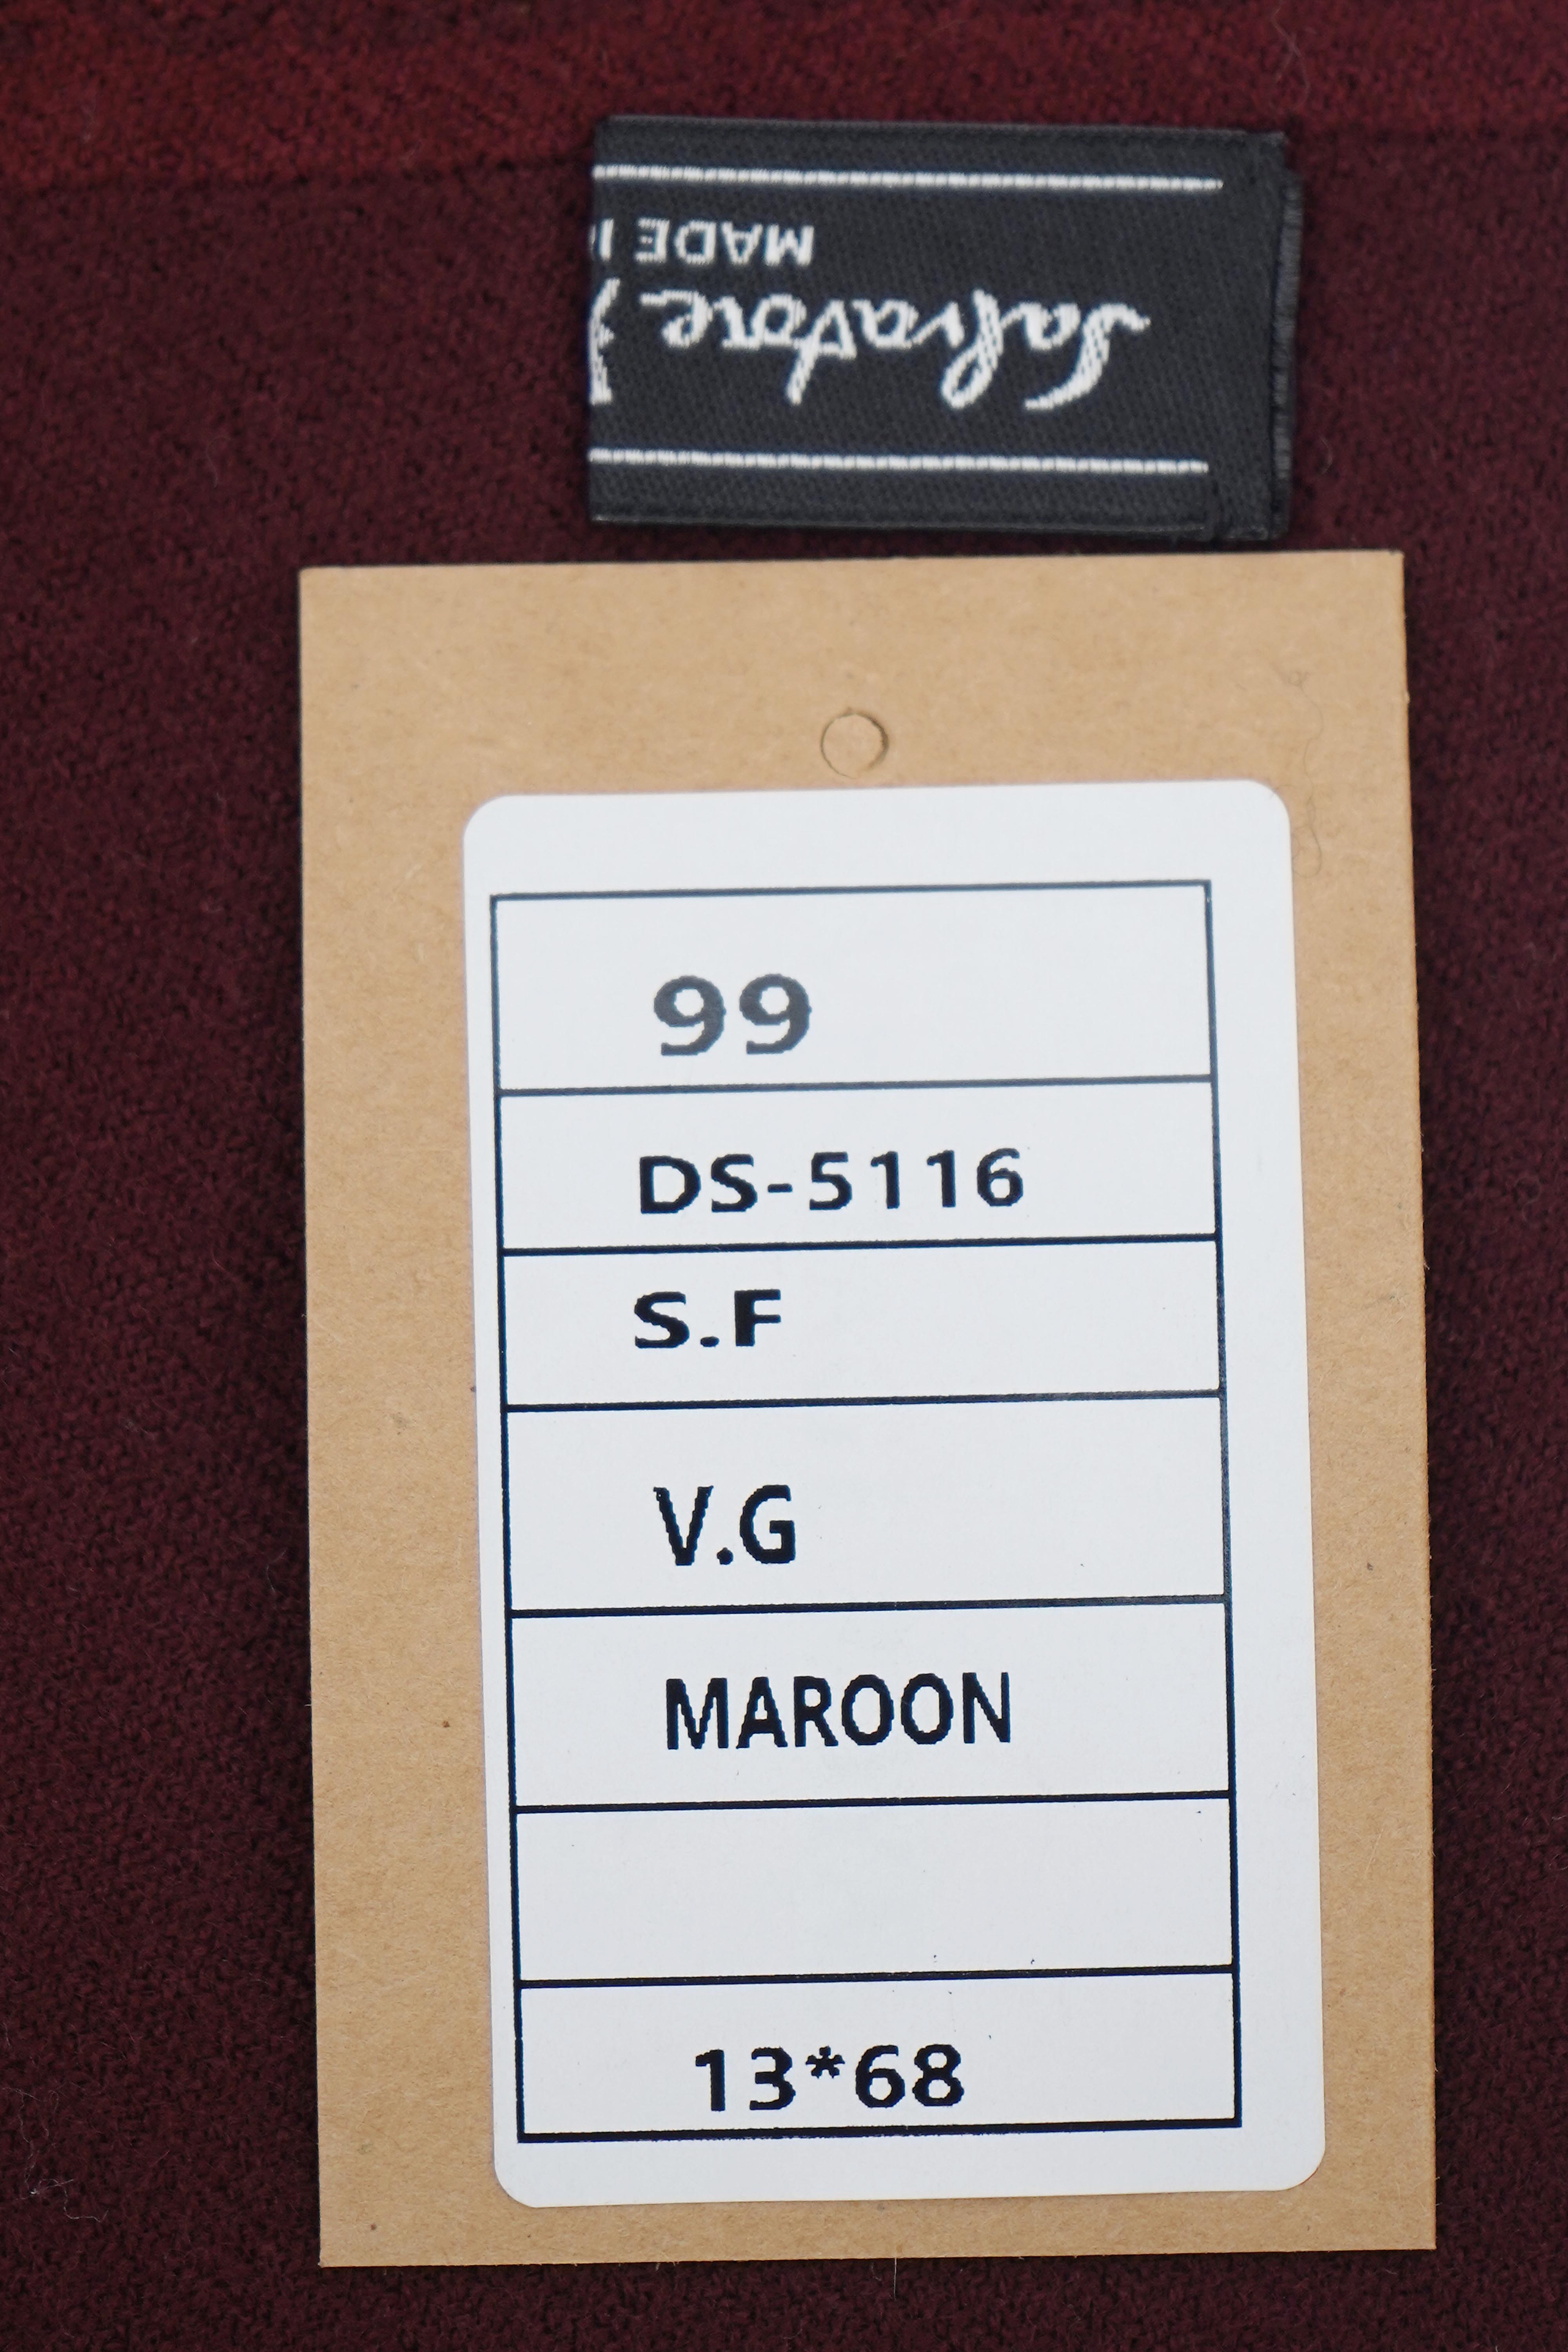 Salvatore
MADE
99
DS-5116
S.F
V.G
MAROON
13*68